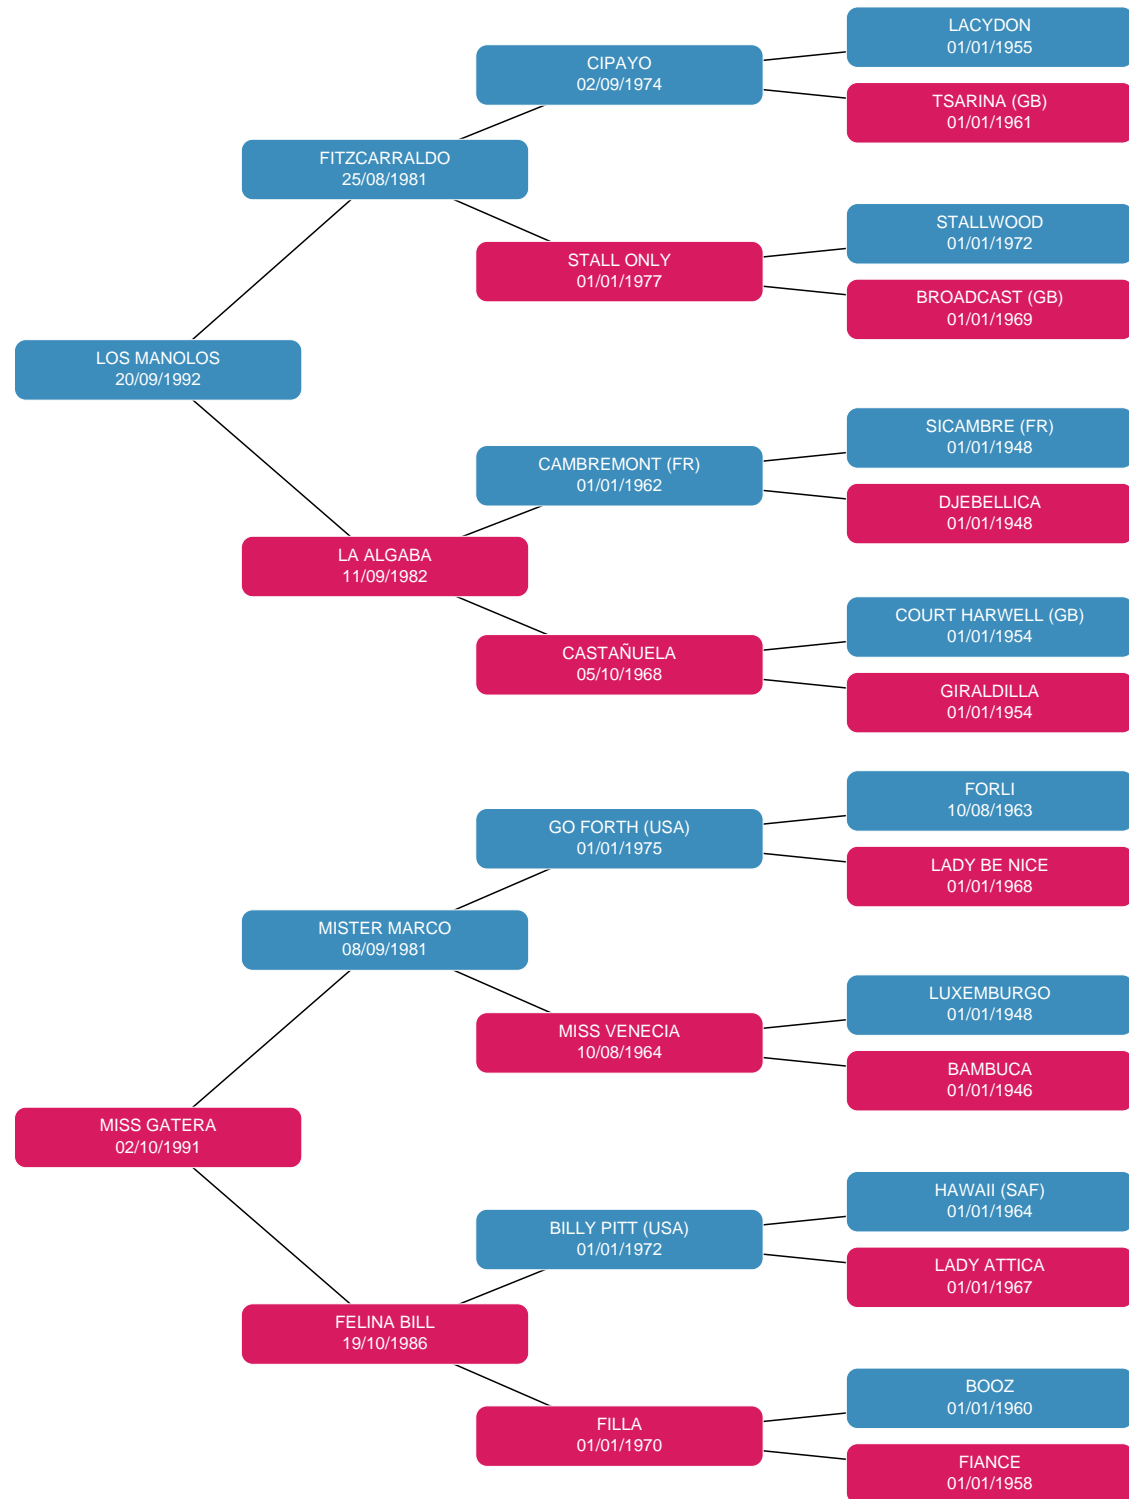 LACYDON
01/01/1955
CIPAYO
02/09/1974
TSARINA (GB)
01/01/1961
FITZCARRALDO
25/08/1981
STALLWOOD
01/01/1972
STALL ONLY
01/01/1977
BROADCAST (GB)
01/01/1969
LOS MANOLOS
20/09/1992
SICAMBRE (FR)
01/01/1948
CAMBREMONT (FR)
01/01/1962
DJEBELLICA
01/01/1948
LA ALGABA
11/09/1982
COURT HARWELL (GB)
01/01/1954
CASTAÑUELA
05/10/1968
GIRALDILLA
01/01/1954
FORLI
10/08/1963
GO FORTH (USA)
01/01/1975
LADY BE NICE
01/01/1968
MISTER MARCO
08/09/1981
LUXEMBURGO
01/01/1948
MISS VENECIA
10/08/1964
BAMBUCA
01/01/1946
MISS GATERA
02/10/1991
HAWAII (SAF)
01/01/1964
BILLY PITT (USA)
01/01/1972
LADY ATTICA
01/01/1967
FELINA BILL
19/10/1986
BOOZ
01/01/1960
FILLA
01/01/1970
FIANCE
01/01/1958